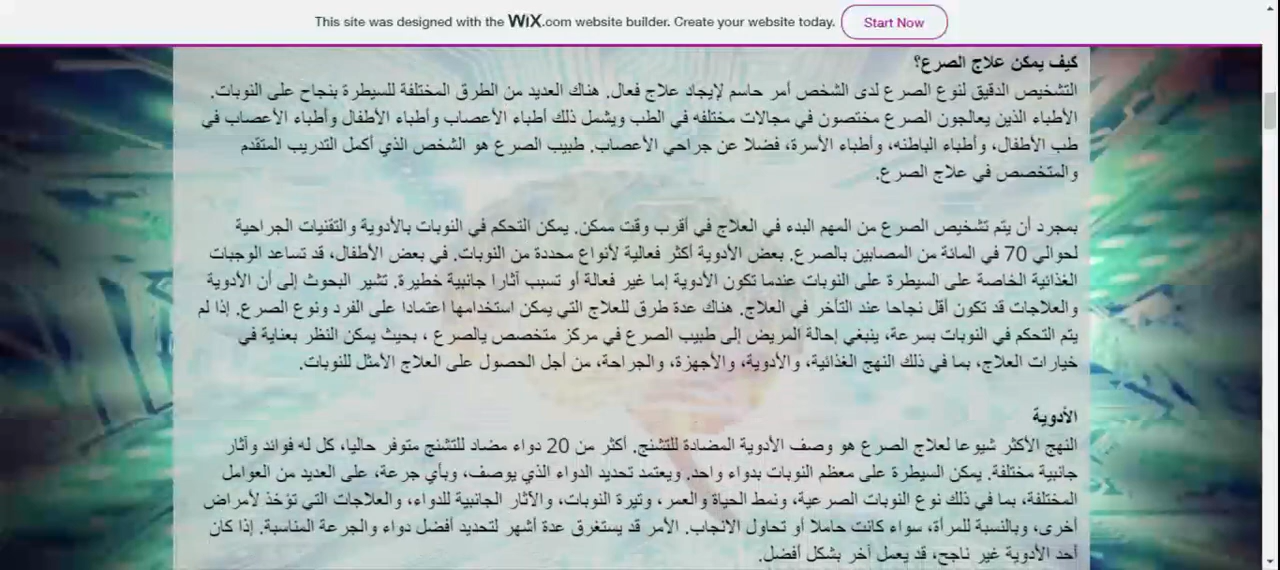 This site was designed with the WiX.com website builder. Create your website today. Start Now
كيف يمكن علاج الصرع؟
التشخيص الدقيق لنوع الصرع لدى الشخص أمر حاسم لإيجاد علاج فعال. هناك العديد من الطرق المختلفة للسيطرة بنجاح على النوبات.
الأطباء الذين يعالجون الصرع مختصون في مجالات مختلفه في الطب ويشمل ذلك أطباء الأعصاب وأطباء الأطفال وأطباء الأعصاب في
طب الأطفال، وأطباء الباطنه، وأطباء الأسرة، فضلا عن جراحي الأعصاب. طبيب الصرع هو الشخص الذي أكمل التدريب المتقدم
والمتخصص في علاج الصرع.
بمجرد أن يتم تشخيص الصرع من المهم البدء في العلاج في أقرب وقت ممكن. يمكن التحكم في النوبات بالأدوية والتقنيات الجراحية
لحوالي 70 في المائة من المصابين بالصرع. بعض الأدوية أكثر فعالية لأنواع محددة من النوبات. في بعض الأطفال، قد تساعد الوجبات
الغذائية الخاصة على السيطرة على النوبات عندما تكون الأدوية إما غير فعالة أو تسبب آثارا جانبية خطيرة. تشير البحوث إلى أن الأدوية
والعلاجات قد تكون أقل نجاحا عند التأخر في العلاج. هناك عدة طرق للعلاج التي يمكن استخدامها اعتمادا على الفرد ونوع الصرع. إذا لم
يتم التحكم في النوبات بسرعة، ينبغي إحالة المريض إلى طبيب الصرع في مركز متخصص يالصرع ، بحيث يمكن النظر بعناية في
خيارات العلاج، بما في ذلك النهج الغذائية، والأدوية، والأجهزة، والجراحة، من أجل الحصول على العلاج الأمثل للنوبات.
الأدوية
النهج الأكثر شيوعا لعلاج الصرع هو وصف الأدوية المضادة للتشنج. أكثر من 20 دواء مضاد للتشنج متوفر حاليا، كل له فوائد وآثار
جانبية مختلفة. يمكن السيطرة على معظم النوبات بدواء واحد. ويعتمد تحديد الدواء الذي يوصف، وبأي جرعة، على العديد من العوامل
المختلفة، بما في ذلك نوع النوبات الصرعية، ونمط الحياة والعمر، وتيرة النوبات، والآثار الجانبية للدواء، والعلاجات التي تؤخذ لأمراض
أخرى، وبالنسبة للمرأة، سواء كانت حاملا أو تحاول الانجاب. الأمر قد يستغرق عدة أشهر لتحديد أفضل دواء والجرعة المناسبة. إذا كان
أحد الأدوية غير ناجح، قد يعمل آخر بشكل أفضل.